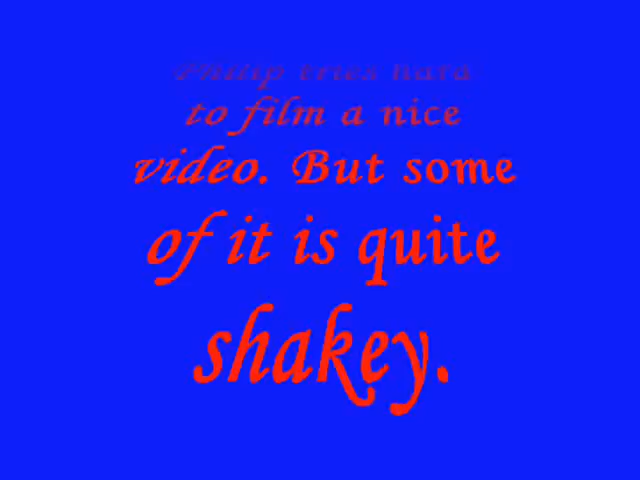 Philip tries hard
to film a nice
video. But some
of it is quite
shakey.